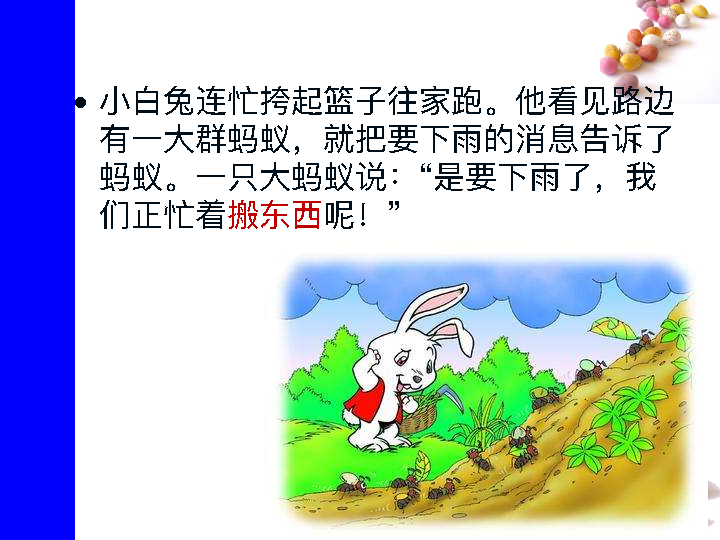 • 小白兔连忙挎起篮子往家跑。他看见路边
有一大群蚂蚁，就把要下雨的消息告诉了
蚂蚁。一只大蚂蚁说：“是要下雨了，我
们正忙着搬东西呢！”